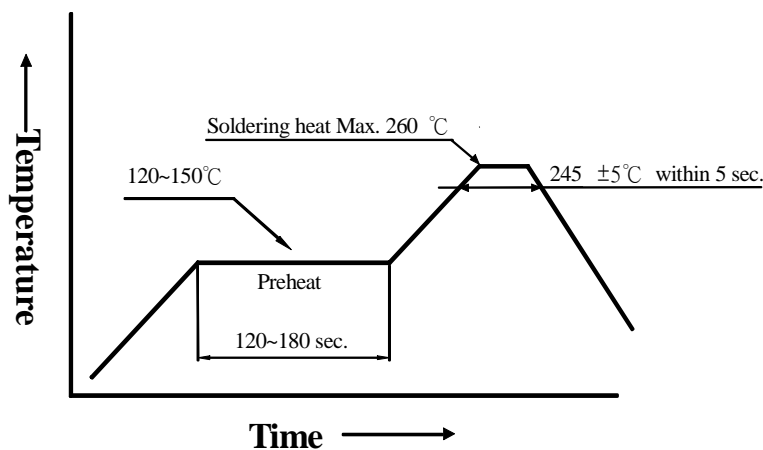 Soldering heat Max. 260 ℃
120~150℃
245 ±5℃ within 5 sec.
Preheat
120~180 sec.
Temperature
Time